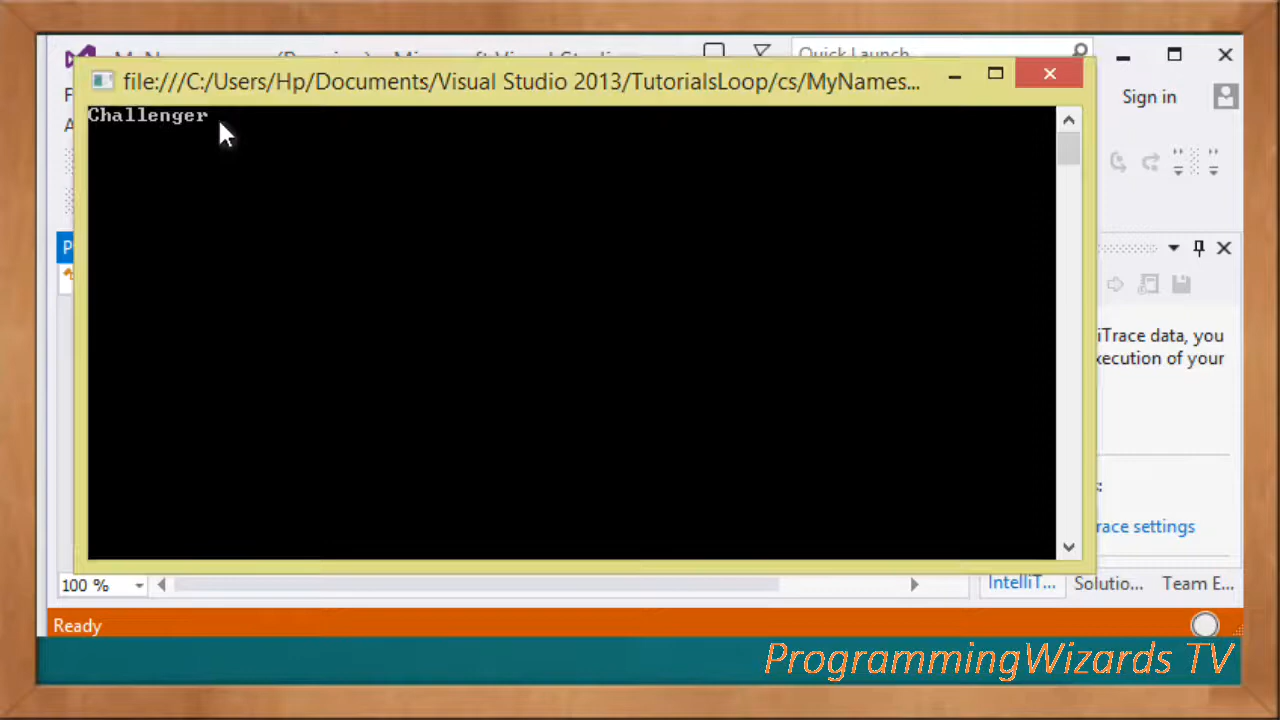 Quick Launch
file:///C:/Users/Hp/Documents/Visual Studio 2013/TutorialsLoop/cs/MyNames...
Sign in
Challenger
iTrace data, you
xecution of your
race settings
100 %
IntelliT...
Solutio...
Team E...
Ready
ProgrammingWizards TV